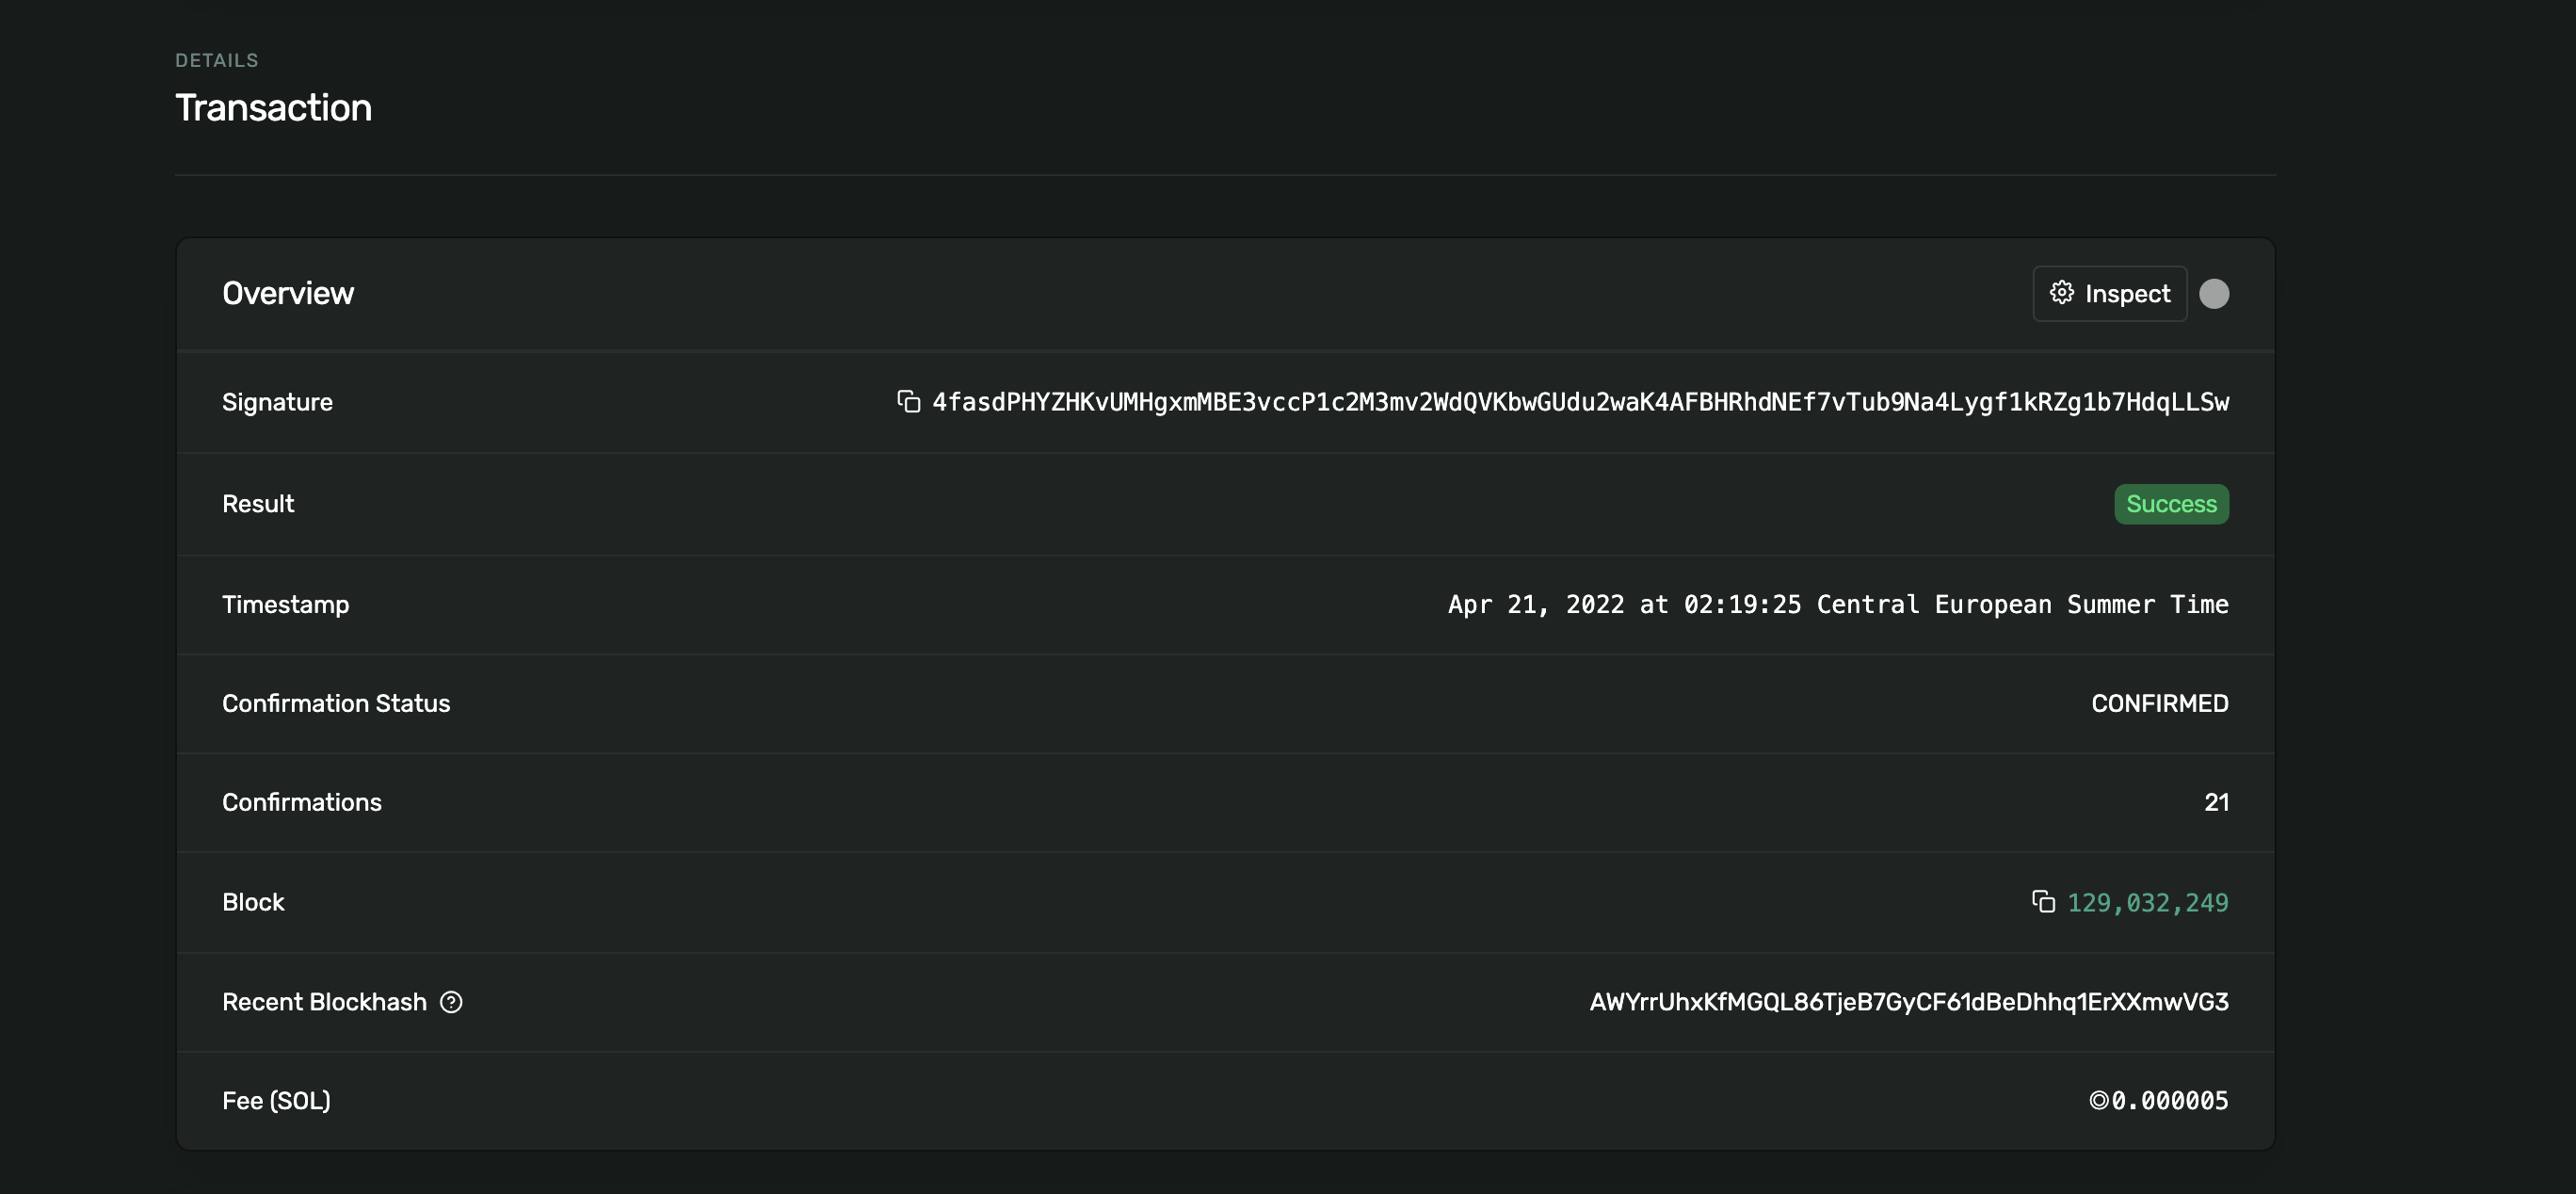 DETAILS
Transaction
Overview
Inspect
Signature 4fasdPHYZHKvUMHgxmMBE3vccP1c2M3mv2WdQVKbwGUdu2waK4AFBHRhdNEf7vTub9Na4Lygf1kRZg1b7HdqLLSw
Result Success
Timestamp Apr 21, 2022 at 02:19:25 Central European Summer Time
Confirmation Status CONFIRMED
Confirmations 21
Block 129,032,249
Recent Blockhash AWYrrUhxKfMGQL86TjeB7GyCF61dBeDhhq1ErXXmwVG3
Fee (SOL) ◎0.000005